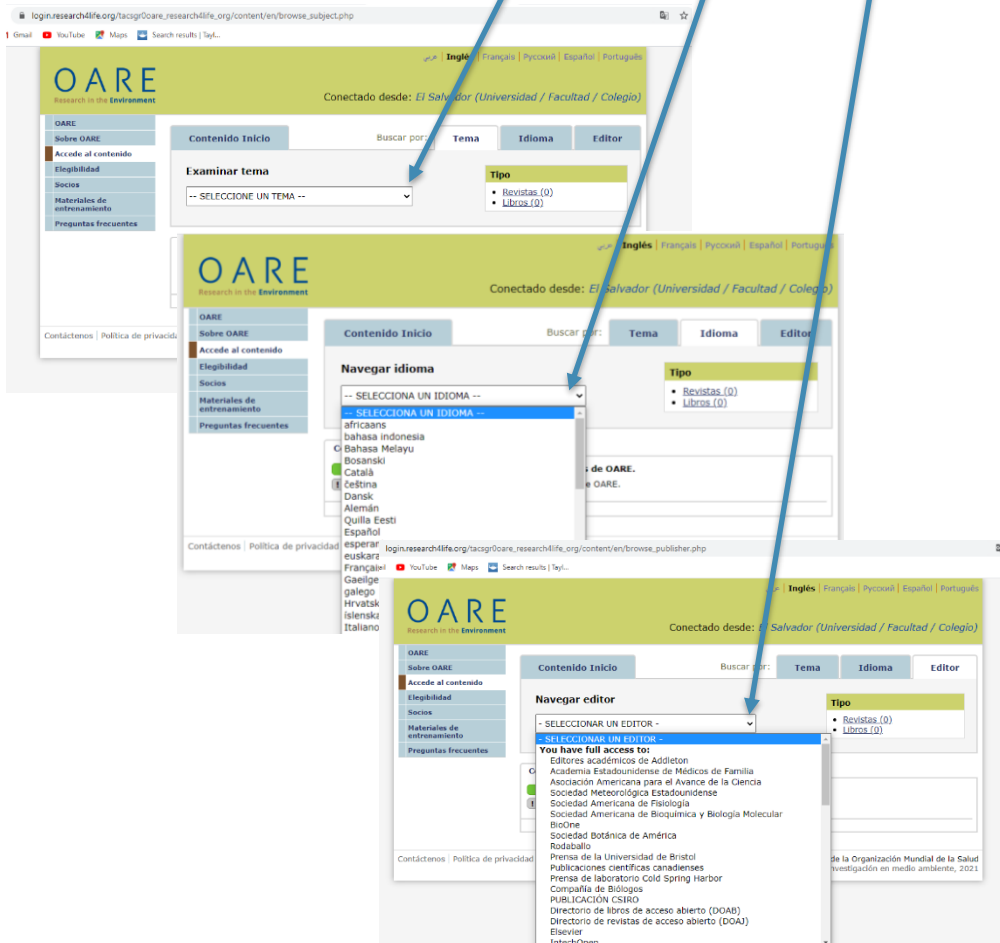 login.research4life.org/tacsgr0oare_research4life_org/content/en/browse_subject.php
Gmail YouTube Maps Search results | Tayl...
عربي | Inglés | Français | Русский | Español | Portugués
OARE
Research in the Environment
Conectado desde: El Salvador (Universidad / Facultad / Colegio)
OARE
Sobre OARE
Accede al contenido
Elegibilidad
Socios
Materiales de
entrenamiento
Preguntas frecuentes
Contenido Inicio
Buscar por: Tema Idioma Editor
Examinar tema
-- SELECCIONE UN TEMA --
Tipo
Revistas (0)
Libros (0)
Contáctenos | Política de privacida
عربي | Inglés | Français | Русский | Español | Portugués
OARE
Research in the Environment
Conectado desde: El Salvador (Universidad / Facultad / Colegio)
OARE
Sobre OARE
Accede al contenido
Elegibilidad
Socios
Materiales de
entrenamiento
Preguntas frecuentes
Contenido Inicio
Buscar por: Tema Idioma Editor
Navegar idioma
-- SELECCIONA UN IDIOMA --
Tipo
Revistas (0)
Libros (0)
-- SELECCIONA UN IDIOMA --
africaans
bahasa indonesia
Bahasa Melayu
Bosanski
Català
čeština
Dansk
Alemán
Quilla Eesti
Español
esperan
euskara
Français
Gaeilge
galego
Hrvatsk
íslenska
Italiano
s de OARE.
e OARE.
Contáctenos | Política de privacidad
login.research4life.org/tacsgr0oare_research4life_org/content/en/browse_publisher.php
YouTube Maps Search results | Tayl...
Inglés | Français | Русский | Español | Portugués
OARE
Research in the Environment
Conectado desde: El Salvador (Universidad / Facultad / Colegio)
OARE
Sobre OARE
Accede al contenido
Elegibilidad
Socios
Materiales de
entrenamiento
Preguntas frecuentes
Contenido Inicio
Buscar por: Tema Idioma Editor
Navegar editor
- SELECCIONAR UN EDITOR -
Tipo
Revistas (0)
Libros (0)
- SELECCIONAR UN EDITOR -
You have full access to:
Editores académicos de Addleton
Academia Estadounidense de Médicos de Familia
Asociación Americana para el Avance de la Ciencia
Sociedad Meteorológica Estadounidense
Sociedad Americana de Fisiología
Sociedad Americana de Bioquímica y Biología Molecular
BioOne
Sociedad Botánica de América
Rodaballo
Prensa de la Universidad de Bristol
Publicaciones científicas canadienses
Prensa de laboratorio Cold Spring Harbor
Compañía de Biólogos
PUBLICACIÓN CSIRO
Directorio de libros de acceso abierto (DOAB)
Directorio de revistas de acceso abierto (DOAJ)
Elsevier
IntechOpen
Contáctenos | Política de privacidad
de la Organización Mundial de la Salud
nvestigación en medio ambiente, 2021